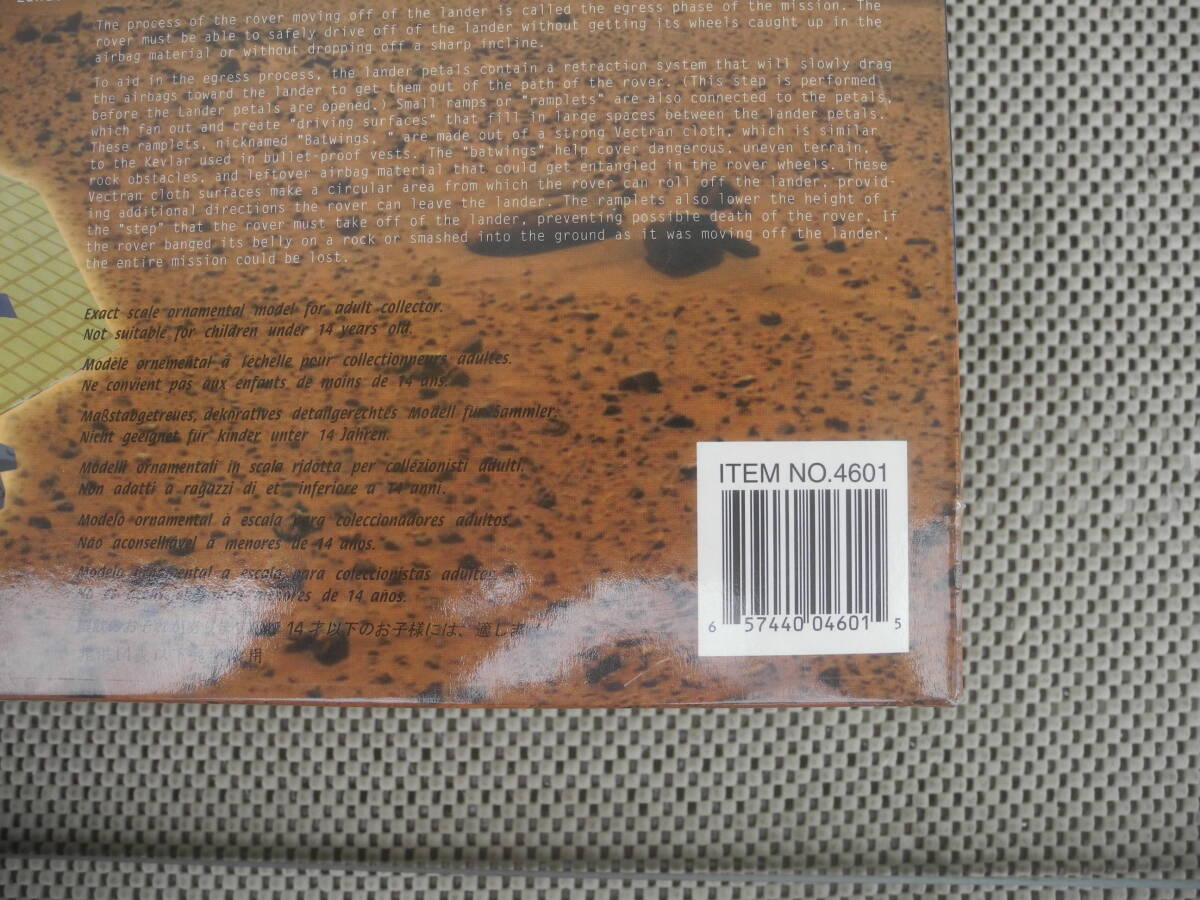 The process of the rover moving off of the lander is called the egress phase of the mission. The
rover must be able to safely drive off of the lander without getting its wheels caught up in the
airbag material or without dropping off a sharp incline.
To aid in the egress process, the lander petals contain a retraction system that will slowly drag
the airbags toward the lander to get them out of the path of the rover. (This step is performed
before the Lander petals are opened.) Small ramps or "ramplets" are also connected to the petals,
which fan out and create "driving surfaces" that fill in large spaces between the lander petals.
These ramplets, nicknamed "Batwings, " are made out of a strong Vectran cloth, which is similar
to the Kevlar used in bullet-proof vests. The "batwings" help cover dangerous, uneven terrain,
rock obstacles, and leftover airbag material that could get entangled in the rover wheels. These
Vectran cloth surfaces make a circular area from which the rover can roll off the lander, provid-
ing additional directions the rover can leave the lander. The ramplets also lower the height of
the "step" that the rover must take off of the lander, preventing possible death of the rover. If
the rover banged its belly on a rock or smashed into the ground as it was moving off the lander,
the entire mission could be lost.
Exact scale ornamental model for adult collector.
Not suitable for children under 14 years old.
Modèle ornemental à léchelle pour collectionneurs adultes.
Ne convient pas aux enfants de moins de 14 ans.
Maßstabgetreues, dekoratives detailgerechtes Modell für Sammler.
Nicht geeignet für kinder unter 14 Jahren.
Modelli ornamentali in scala ridotta per collezionisti adulti.
Non adatti a ragazzi di et inferiore a 14 anni.
Modelo ornamental à escala para coleccionadores adultos.
Não aconselhável a menores de 14 años.
Modelo ornamental a escala para coleccionistas adultos.
menores de 14 años.
14才以下のお子様には、適しま
ITEM NO.4601
6 57440 04601 5